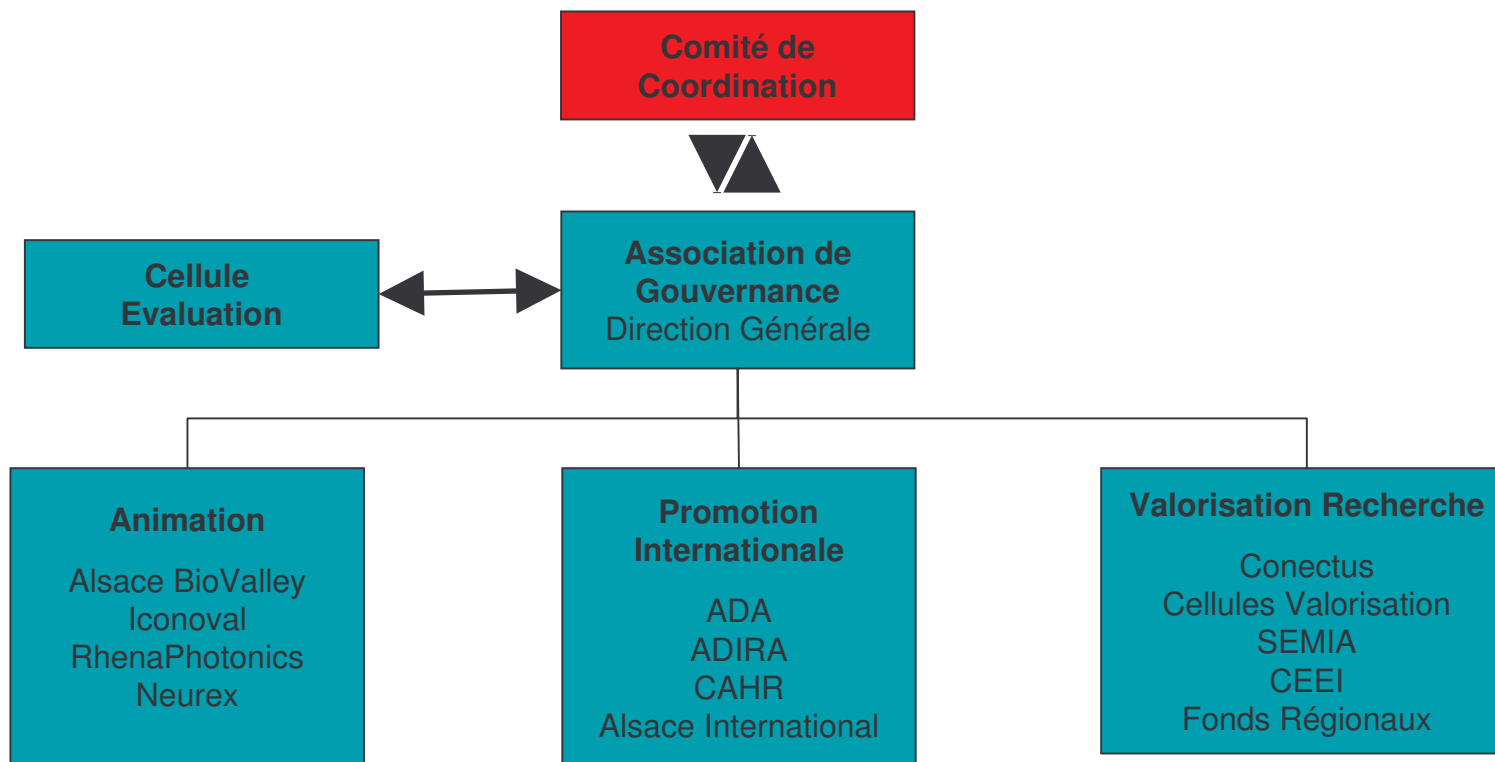 Comité de
Coordination
Cellule
Evaluation
Association de
Gouvernance
Direction Générale
Animation
Alsace BioValley
Iconoval
RhenaPhotonics
Neurex
Promotion
Internationale
ADA
ADIRA
CAHR
Alsace International
Valorisation Recherche
Conectus
Cellules Valorisation
SEMIA
CEEI
Fonds Régionaux